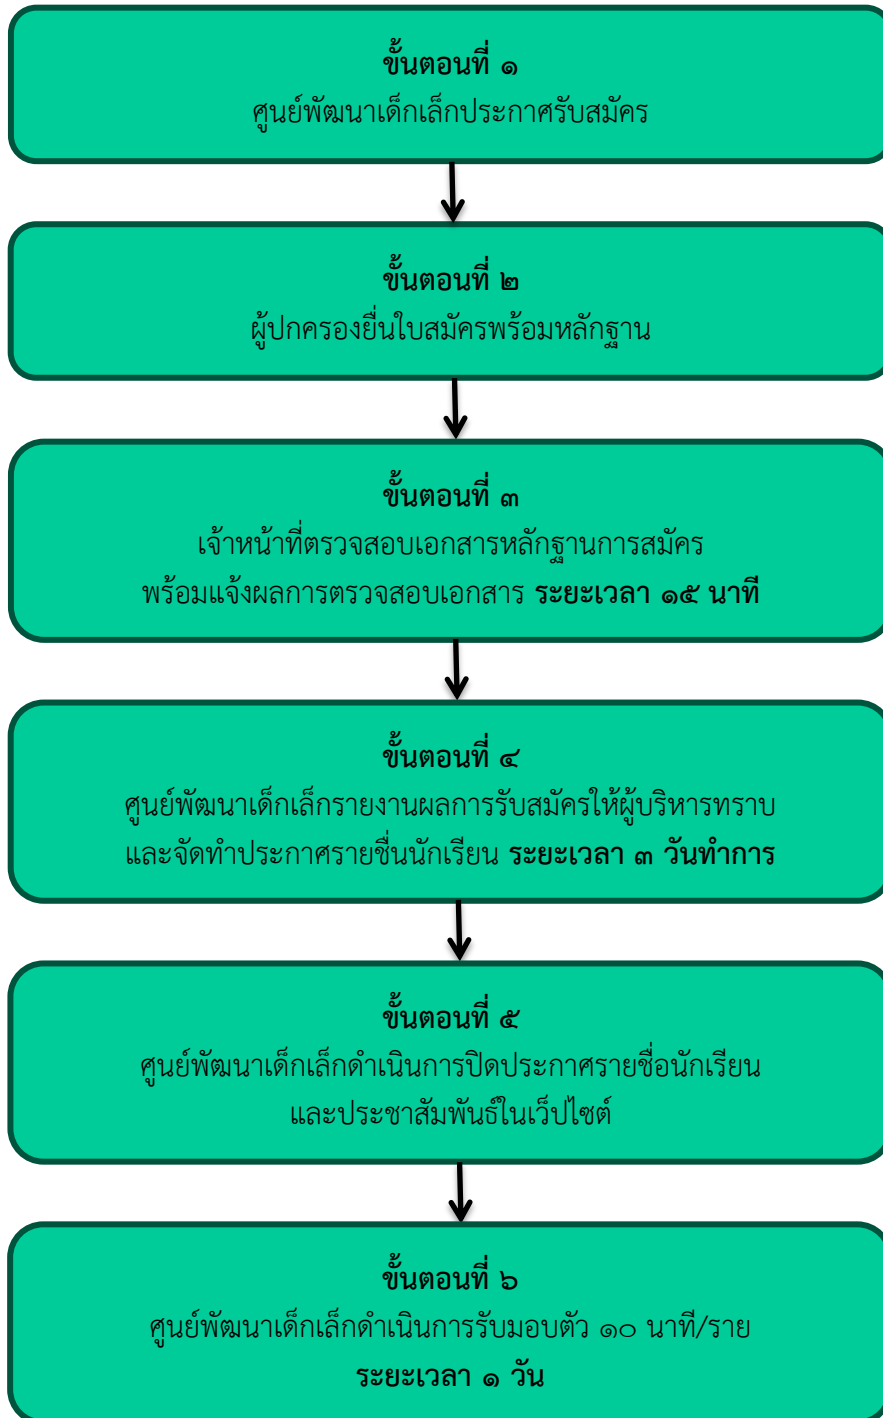 ขั้นตอนที่ ๑
ศูนย์พัฒนาเด็กเล็กประกาศรับสมัคร
ขั้นตอนที่ ๒
ผู้ปกครองยื่นใบสมัครพร้อมหลักฐาน
ขั้นตอนที่ ๓
เจ้าหน้าที่ตรวจสอบเอกสารหลักฐานการสมัคร
พร้อมแจ้งผลการตรวจสอบเอกสาร ระยะเวลา ๑๕ นาที
ขั้นตอนที่ ๔
ศูนย์พัฒนาเด็กเล็กรายงานผลการรับสมัครให้ผู้บริหารทราบ
และจัดทำประกาศรายชื่นนักเรียน ระยะเวลา ๓ วันทำการ
ขั้นตอนที่ ๕
ศูนย์พัฒนาเด็กเล็กดำเนินการปิดประกาศรายชื่อนักเรียน
และประชาสัมพันธ์ในเว็ปไซต์
ขั้นตอนที่ ๖
ศูนย์พัฒนาเด็กเล็กดำเนินการรับมอบตัว ๑๐ นาที/ราย
ระยะเวลา ๑ วัน